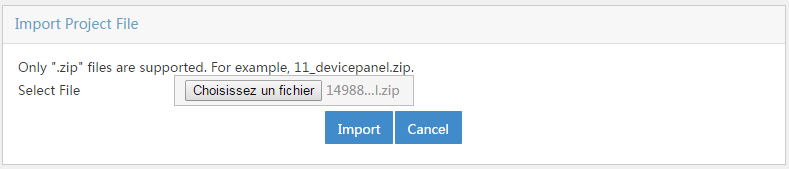 Import Project File
Only ".zip" files are supported. For example, 11_devicepanel.zip.
Select File Choisissez un fichier 14988...l.zip
Import Cancel